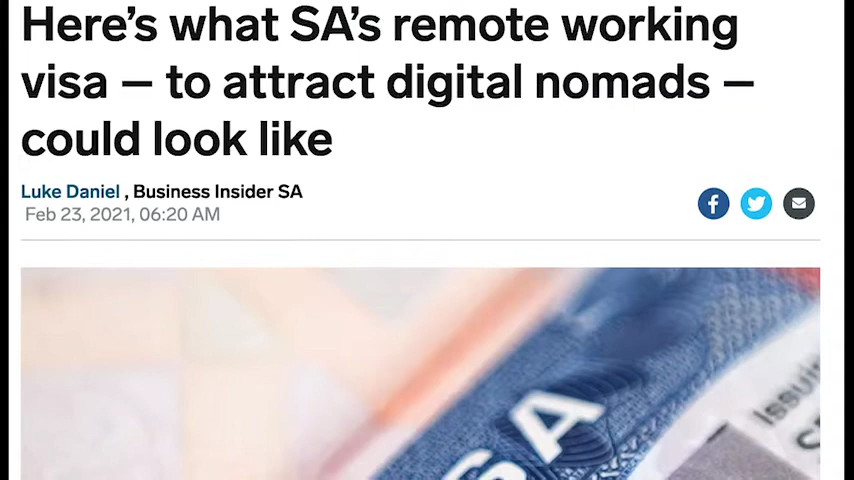 Here's what SA's remote working
visa – to attract digital nomads –
could look like
Luke Daniel , Business Insider SA
Feb 23, 2021, 06:20 AM
SA